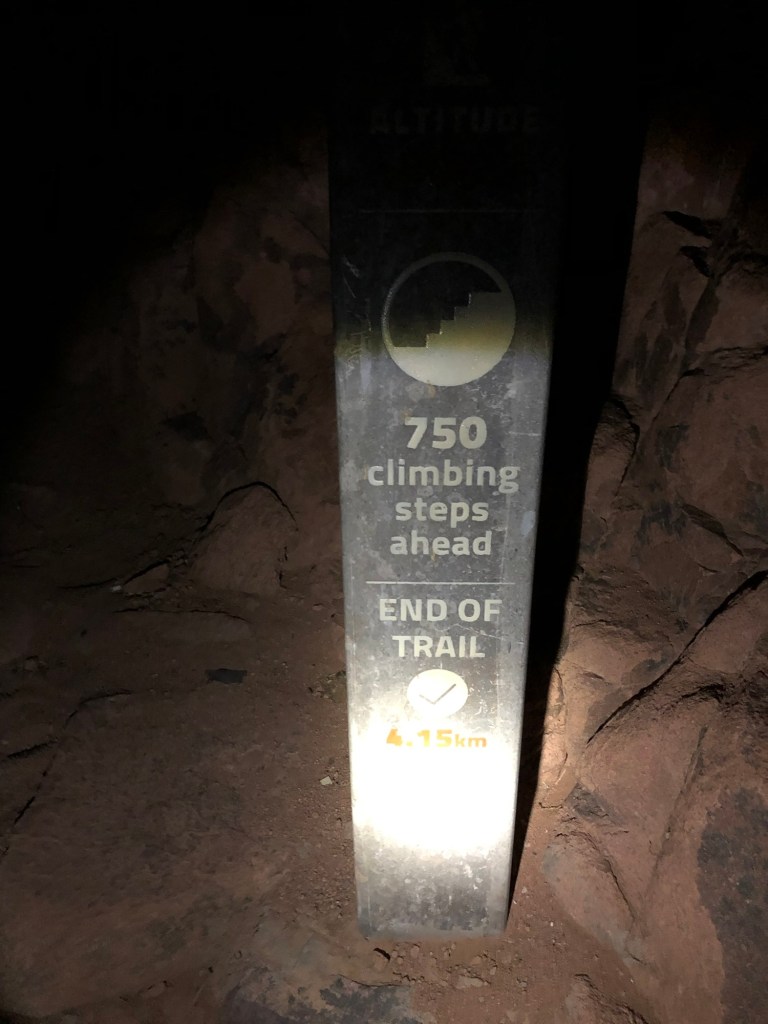 ALTITUDE
750
climbing
steps
ahead
END OF
TRAIL
4.15km